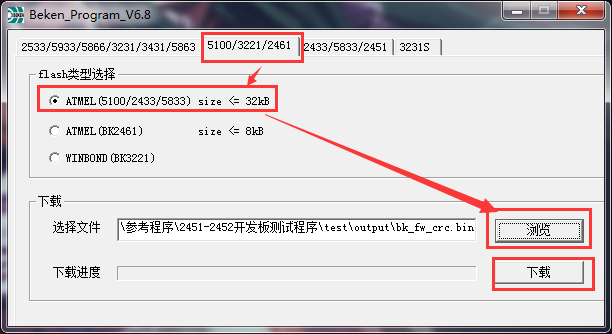 Beken_Program_V6.8
2533/5933/5866/3231/3431/5863 5100/3221/2461 2433/5833/2451 3231S
flash类型选择
ATMEL(5100/2433/5833) size <= 32kB
ATMEL(BK2461) size <= 8kB
WINBOND(BK3221)
下载
选择文件 \参考程序\2451-2452开发板测试程序\test\output\bk_fw_crc.bin 浏览
下载进度 下载